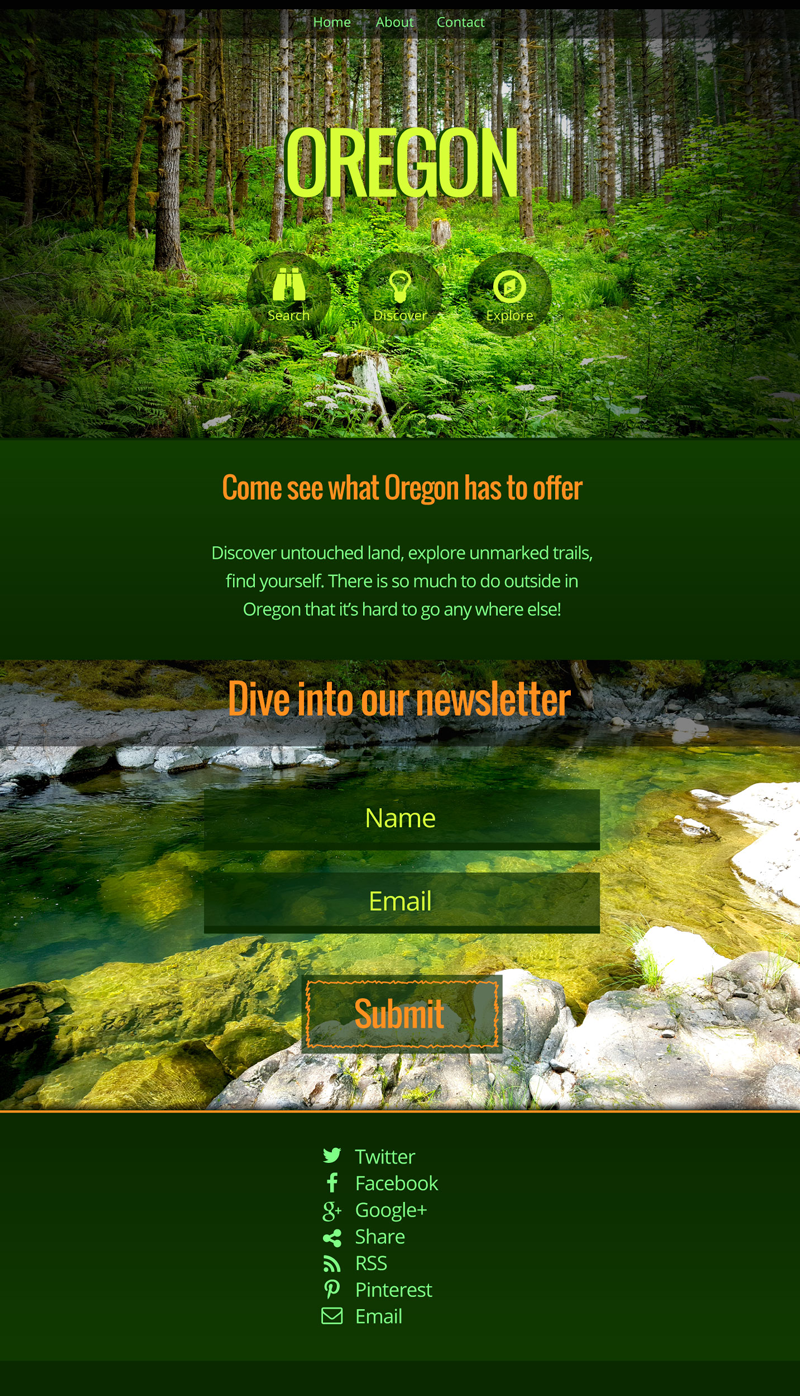 Home About Contact
OREGON
Search Discover Explore
Come see what Oregon has to offer
Discover untouched land, explore unmarked trails,
find yourself. There is so much to do outside in
Oregon that it’s hard to go any where else!
Dive into our newsletter
Name
Email
Submit
Twitter
Facebook
Google+
Share
RSS
Pinterest
Email